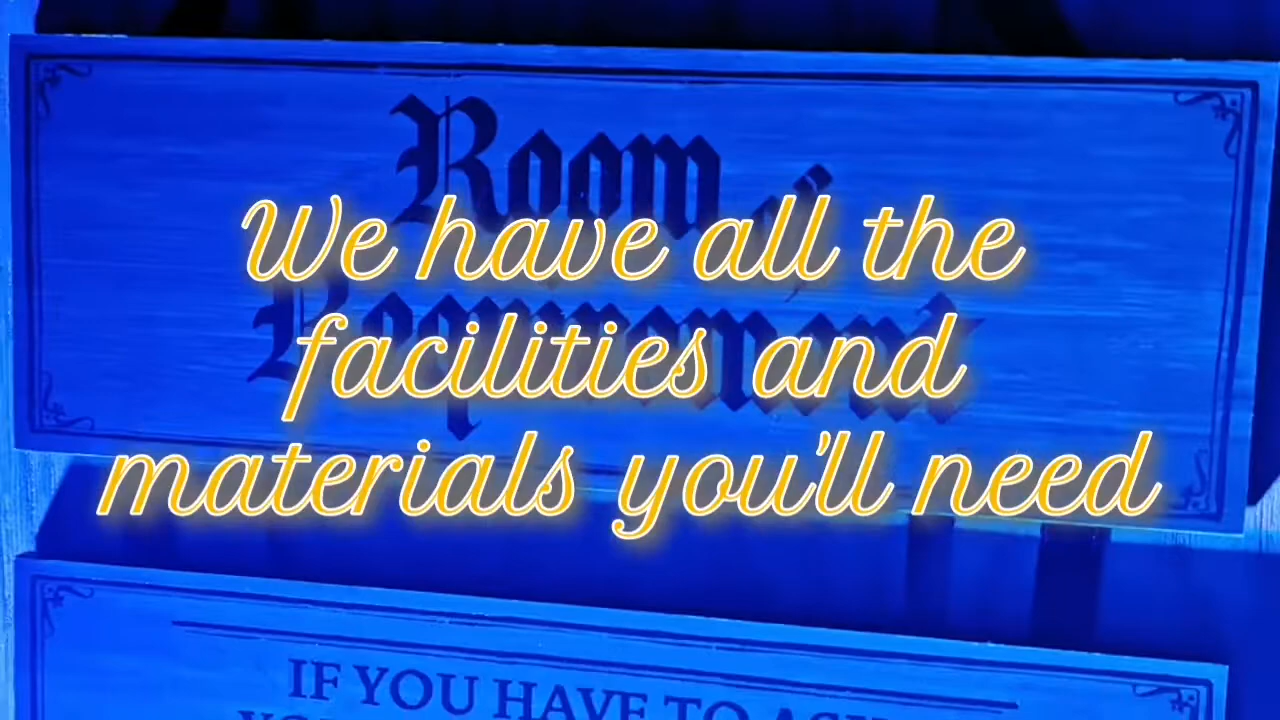 Room of
Requirement
We have all the
facilities and
materials you'll need
IF YOU HAVE TO ASK